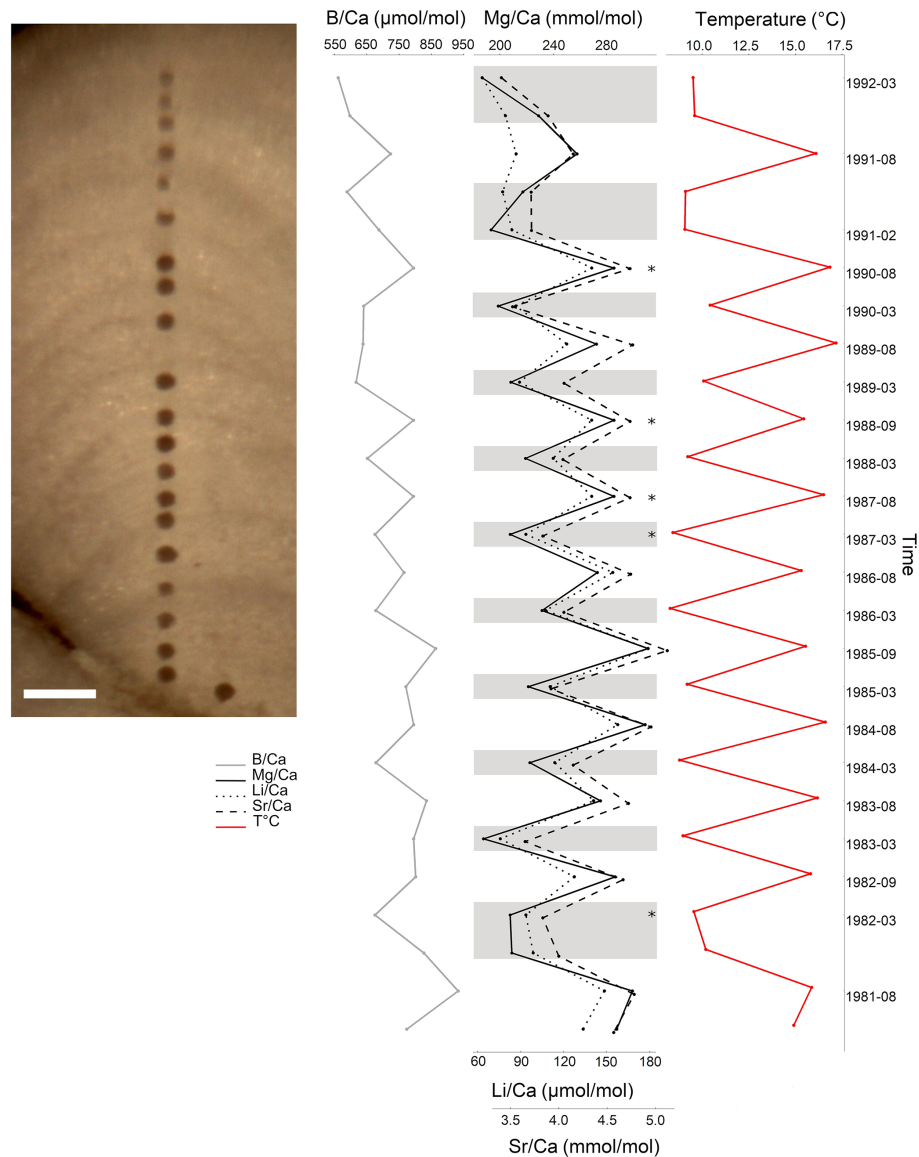 B/Ca (µmol/mol) Mg/Ca (mmol/mol) Temperature (°C)
550 650 750 850 950 200 240 280 10.0 12.5 15.0 17.5
1992-03
1991-08
1991-02
1990-08
*
1990-03
1989-08
1989-03
1988-09
*
1988-03
1987-08
*
1987-03
*
Time
1986-08
1986-03
1985-09
1985-03
1984-08
1984-03
1983-08
1983-03
1982-09
1982-03
*
1981-08
B/Ca
Mg/Ca
Li/Ca
Sr/Ca
T°C
60 90 120 150 180
Li/Ca (µmol/mol)
3.5 4.0 4.5 5.0
Sr/Ca (mmol/mol)